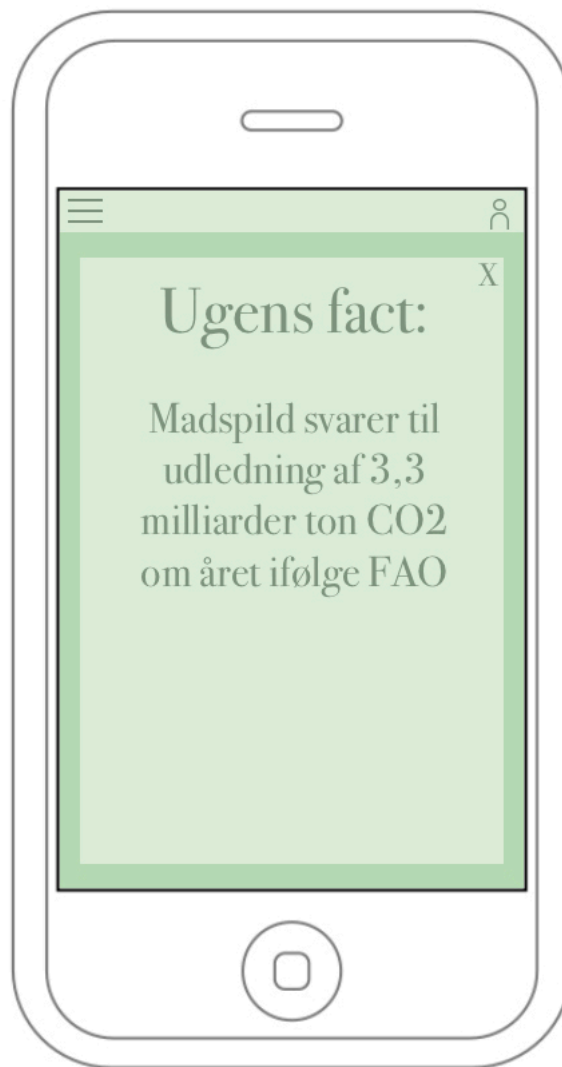 X
Ugens fact:
Madspild svarer til
udledning af 3,3
milliarder ton CO2
om året ifølge FAO